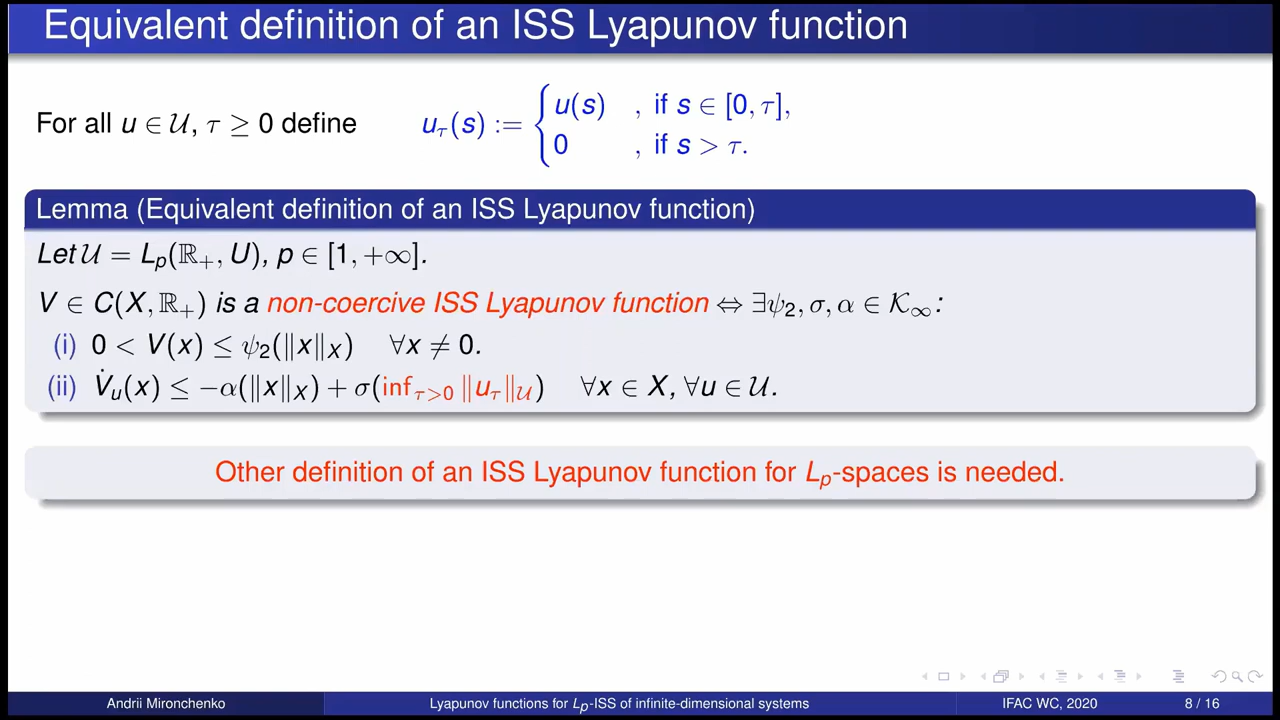 Equivalent definition of an ISS Lyapunov function
For all u ∈ 𝒰, τ ≥ 0 define u_τ(s) := { u(s) , if s ∈ [0, τ],
0 , if s > τ.
Lemma (Equivalent definition of an ISS Lyapunov function)
Let 𝒰 = L_p(ℝ_+, U), p ∈ [1, +∞].
V ∈ C(X, ℝ_+) is a non-coercive ISS Lyapunov function ⇔ ∃ψ_2, σ, α ∈ 𝒦_∞:
(i) 0 < V(x) ≤ ψ_2(‖x‖_X) ∀x ≠ 0.
(ii) V̇_u(x) ≤ −α(‖x‖_X) + σ(inf_{τ>0} ‖u_τ‖_𝒰) ∀x ∈ X, ∀u ∈ 𝒰.
Other definition of an ISS Lyapunov function for L_p-spaces is needed.
Andrii Mironchenko Lyapunov functions for L_p-ISS of infinite-dimensional systems IFAC WC, 2020 8 / 16